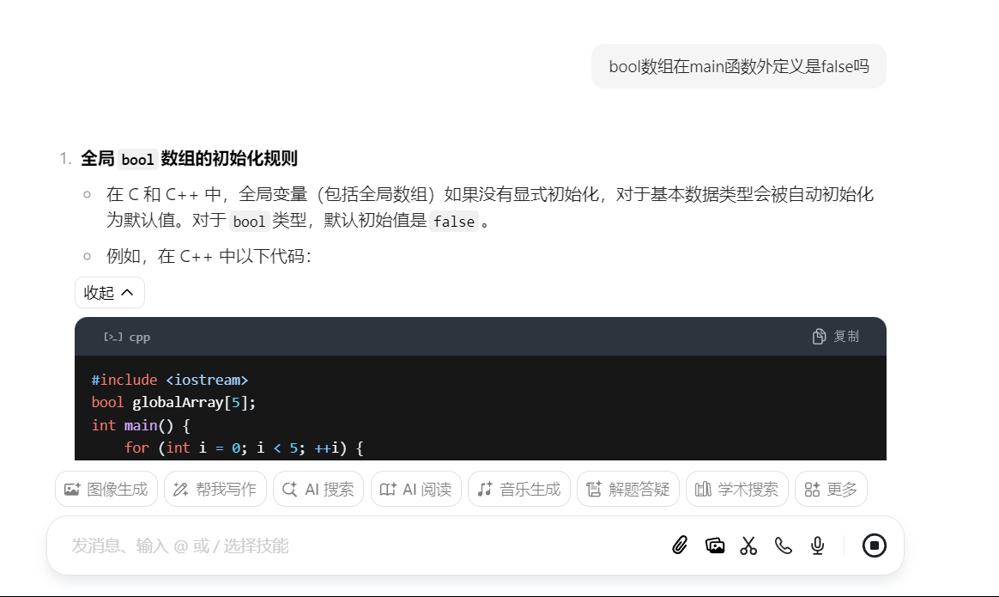 bool数组在main函数外定义是false吗
1. 全局 bool 数组的初始化规则
在 C 和 C++ 中，全局变量（包括全局数组）如果没有显式初始化，对于基本数据类型会被自动初始化
为默认值。对于 bool 类型，默认初始值是 false 。
例如，在 C++ 中以下代码：
收起
[>_] cpp 复制
#include <iostream>
bool globalArray[5];
int main() {
    for (int i = 0; i < 5; ++i) {
图像生成 帮我写作 AI 搜索 AI 阅读 音乐生成 解题答疑 学术搜索 更多
发消息、输入 @ 或 / 选择技能